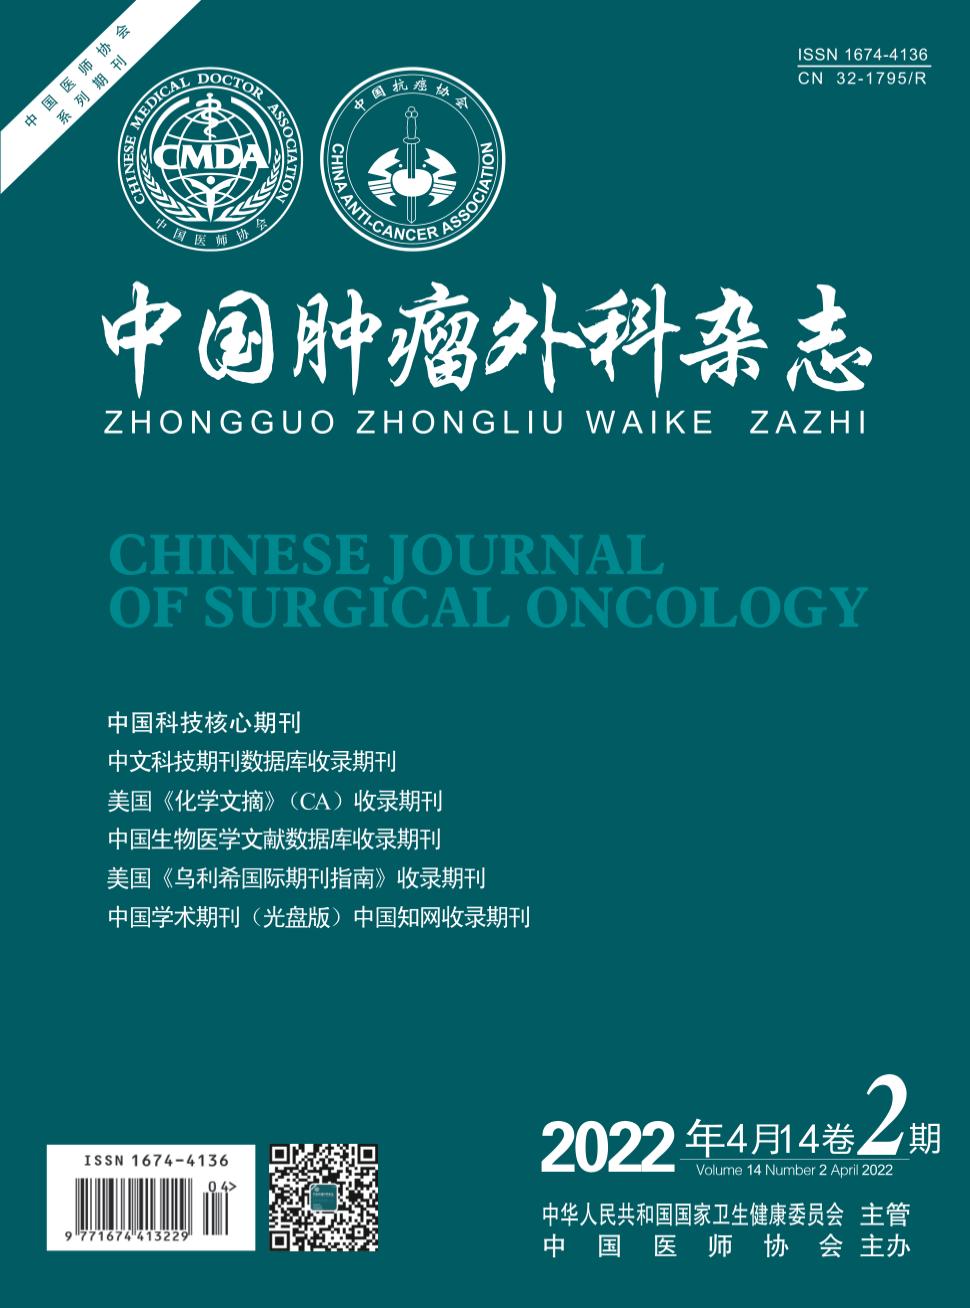 中国医师协会
系列期刊
CHINESE MEDICAL DOCTOR ASSOCIATION
CMDA
中国医师协会
中国抗癌协会
CHINA ANTI-CANCER ASSOCIATION
ISSN 1674-4136
CN 32-1795/R
中国肿瘤外科杂志
ZHONGGUO ZHONGLIU WAIKE ZAZHI
CHINESE JOURNAL
OF SURGICAL ONCOLOGY
中国科技核心期刊
中文科技期刊数据库收录期刊
美国《化学文摘》（CA）收录期刊
中国生物医学文献数据库收录期刊
美国《乌利希国际期刊指南》收录期刊
中国学术期刊（光盘版）中国知网收录期刊
2022 年4月14卷2期
Volume 14 Number 2 April 2022
中华人民共和国国家卫生健康委员会 主管
中国医师协会 主办
ISSN 1674-4136
04>
9 771674 413229